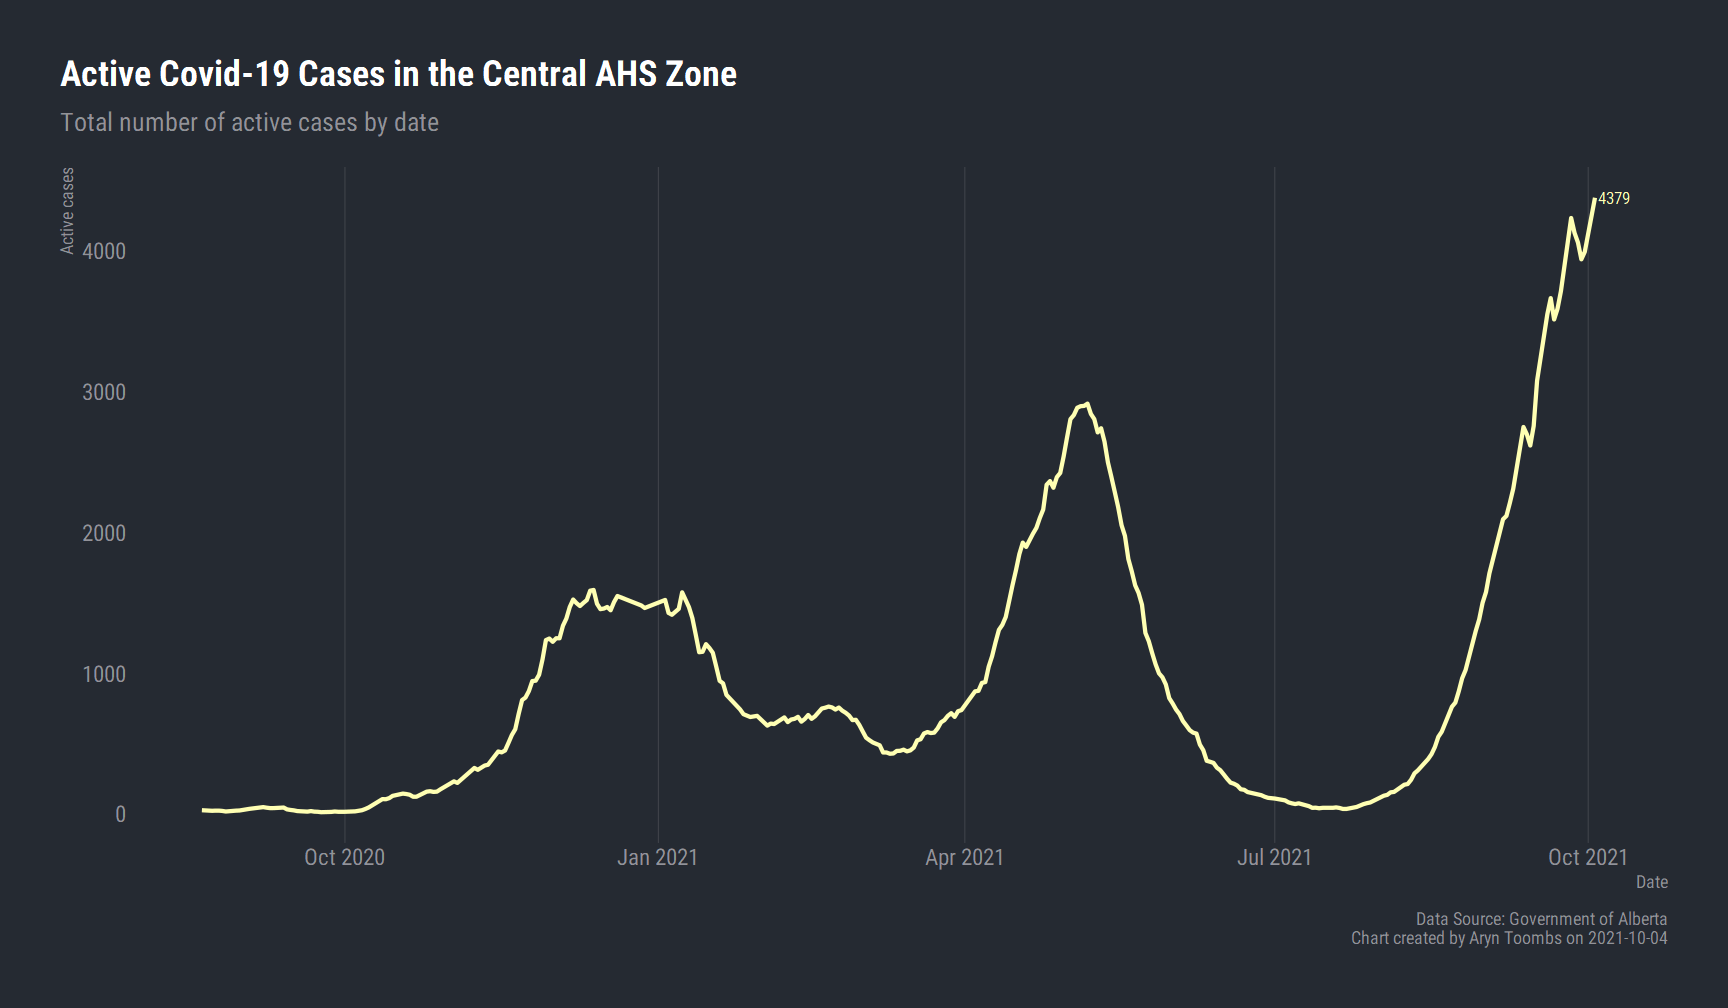 Active Covid-19 Cases in the Central AHS Zone
Total number of active cases by date
Active cases
4379
4000
3000
2000
1000
0
Oct 2020
Jan 2021
Apr 2021
Jul 2021
Oct 2021
Date
Data Source: Government of Alberta
Chart created by Aryn Toombs on 2021-10-04